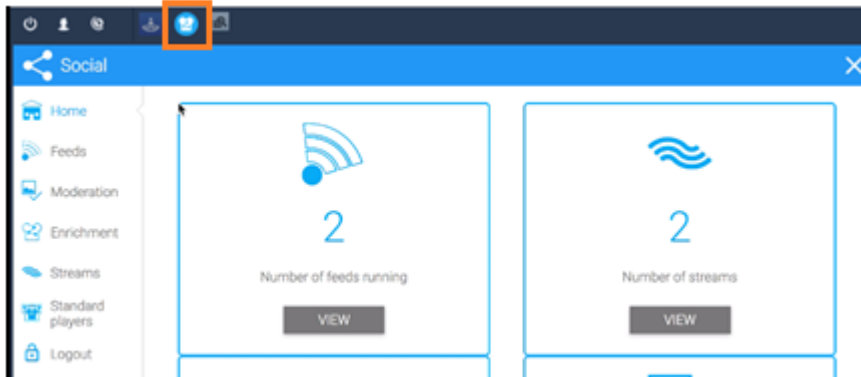 Social
Home
Feeds
Moderation
Enrichment
Streams
Standard
players
Logout
2
Number of feeds running
VIEW
2
Number of streams
VIEW